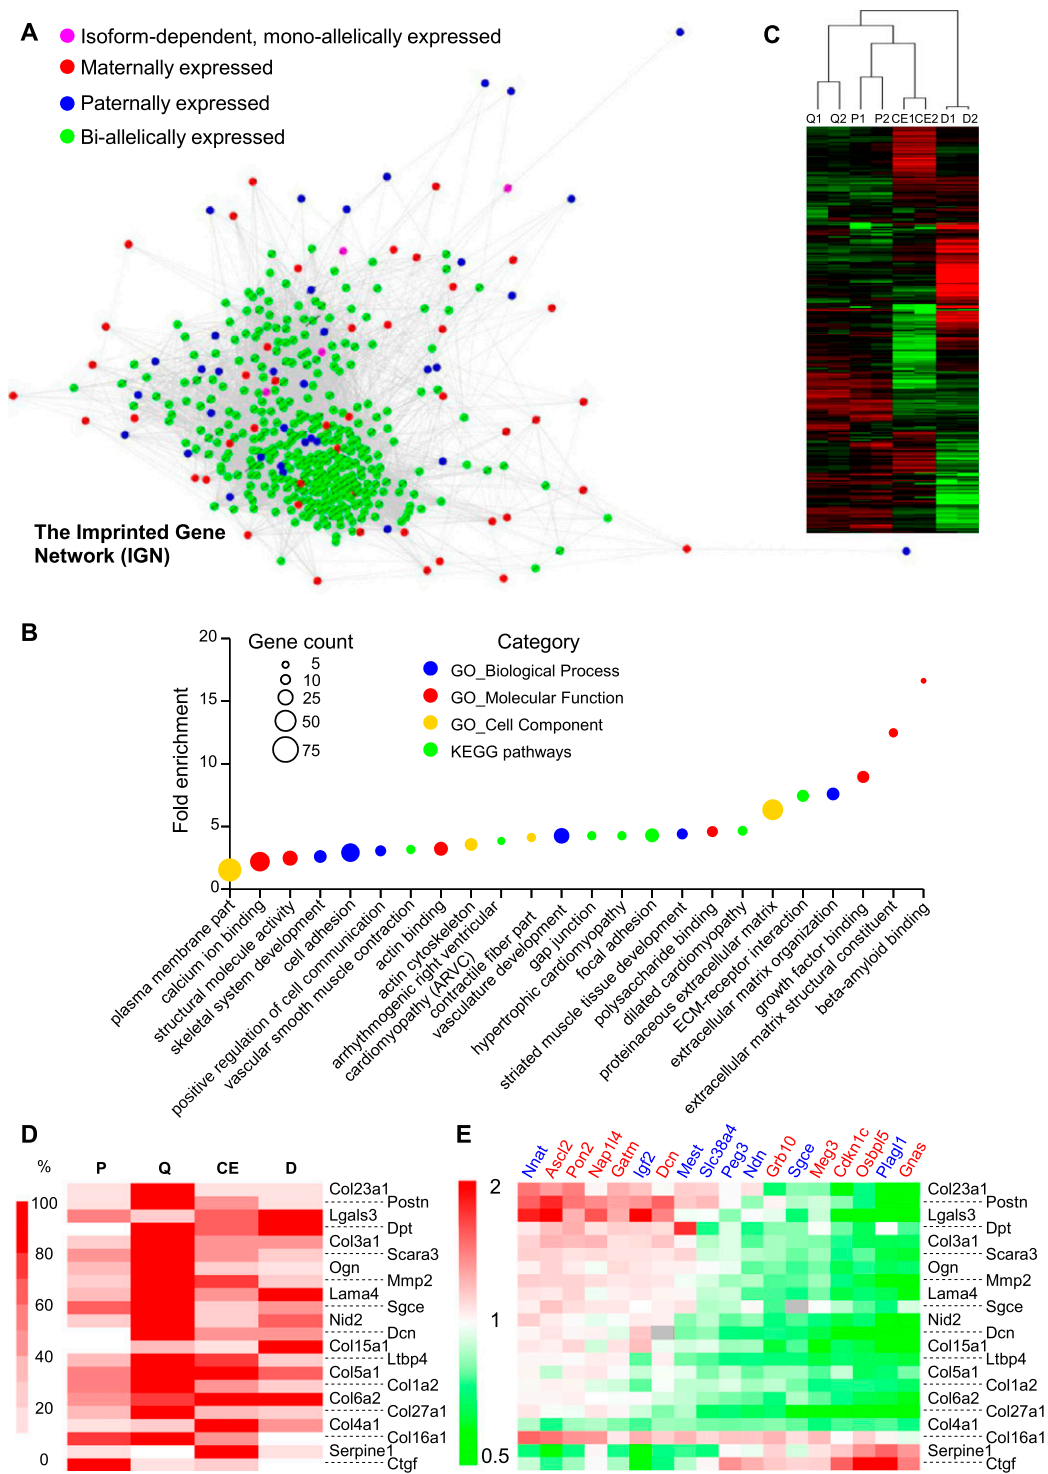 A
Isoform-dependent, mono-allelically expressed
Maternally expressed
Paternally expressed
Bi-allelically expressed
The Imprinted Gene
Network (IGN)
C
Q1 Q2 P1 P2 CE1 CE2 D1 D2
B
Fold enrichment
20
15
10
5
0
Gene count
5
10
25
50
75
Category
GO_Biological Process
GO_Molecular Function
GO_Cell Component
KEGG pathways
plasma membrane part
calcium ion binding
structural molecule activity
skeletal system development
cell adhesion
positive regulation of cell communication
vascular smooth muscle contraction
actin binding
actin cytoskeleton
arrhythmogenic right ventricular
cardiomyopathy (ARVC)
contractile fiber part
vasculature development
gap junction
hypertrophic cardiomyopathy
focal adhesion
striated muscle tissue development
polysaccharide binding
dilated cardiomyopathy
proteinaceous extracellular matrix
ECM-receptor interaction
extracellular matrix organization
growth factor binding
extracellular matrix structural constituent
beta-amyloid binding
D
%
100
80
60
40
20
0
P Q CE D
Col23a1
Postn
Lgals3
Dpt
Col3a1
Scara3
Ogn
Mmp2
Lama4
Sgce
Nid2
Dcn
Col15a1
Ltbp4
Col5a1
Col1a2
Col6a2
Col27a1
Col4a1
Col16a1
Serpine1
Ctgf
E
2
1
0.5
Nnat
Ascl2
Pon2
Nap1l4
Gatm
Igf2
Dcn
Mest
Slc38a4
Peg3
Ndn
Grb10
Sgce
Meg3
Cdkn1c
Osbpl5
Plagl1
Gnas
Col23a1
Postn
Lgals3
Dpt
Col3a1
Scara3
Ogn
Mmp2
Lama4
Sgce
Nid2
Dcn
Col15a1
Ltbp4
Col5a1
Col1a2
Col6a2
Col27a1
Col4a1
Col16a1
Serpine1
Ctgf